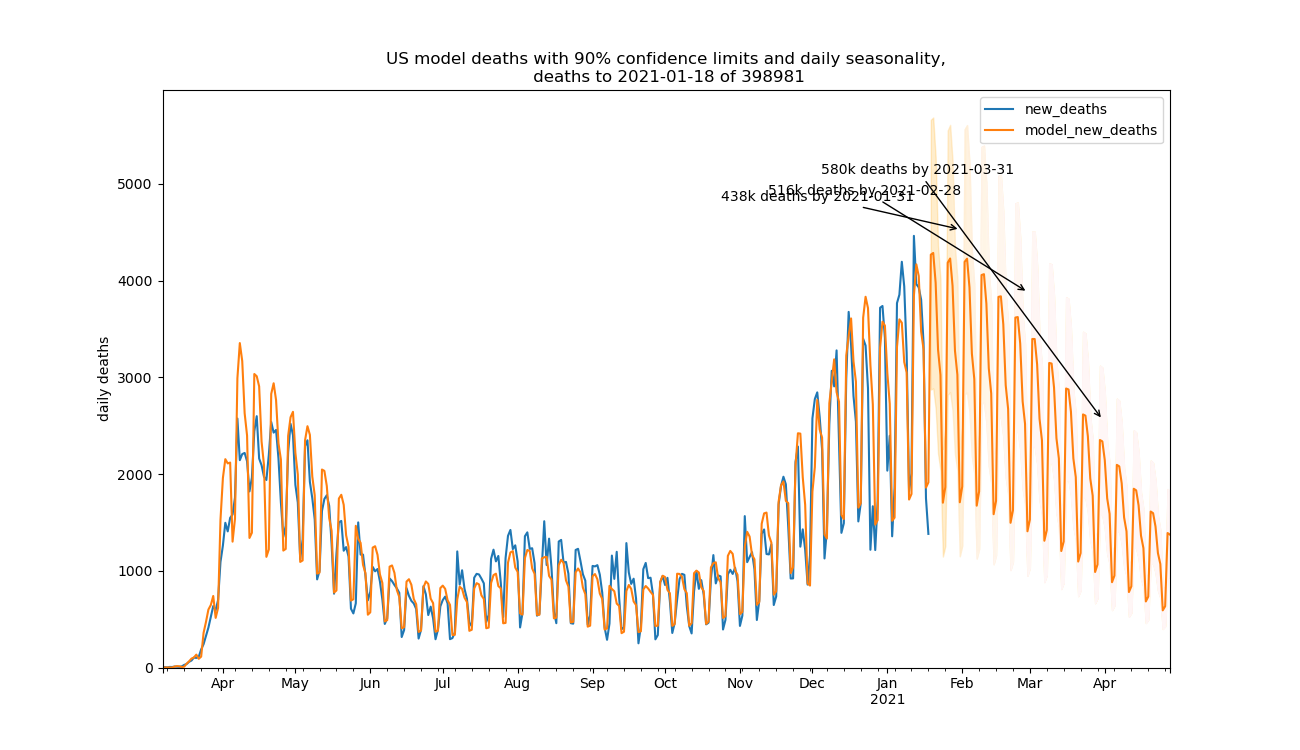 US model deaths with 90% confidence limits and daily seasonality,
deaths to 2021-01-18 of 398981
new_deaths
model_new_deaths
580k deaths by 2021-03-31
516k deaths by 2021-02-28
438k deaths by 2021-01-31
daily deaths
5000
4000
3000
2000
1000
0
Apr May Jun Jul Aug Sep Oct Nov Dec Jan Feb Mar Apr
2021